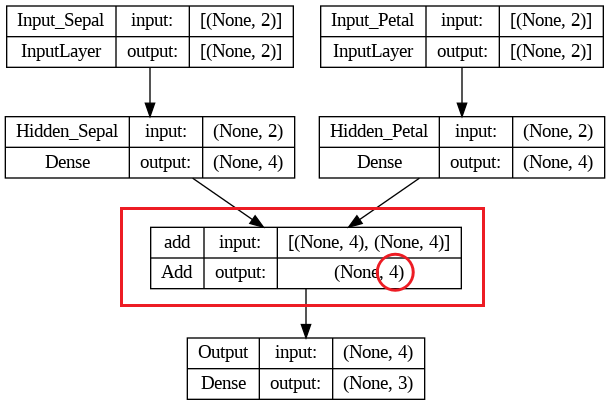 Input_Sepal input: [(None, 2)]
InputLayer output: [(None, 2)]
Input_Petal input: [(None, 2)]
InputLayer output: [(None, 2)]
Hidden_Sepal input: (None, 2)
Dense output: (None, 4)
Hidden_Petal input: (None, 2)
Dense output: (None, 4)
add input: [(None, 4), (None, 4)]
Add output: (None, 4)
Output input: (None, 4)
Dense output: (None, 3)